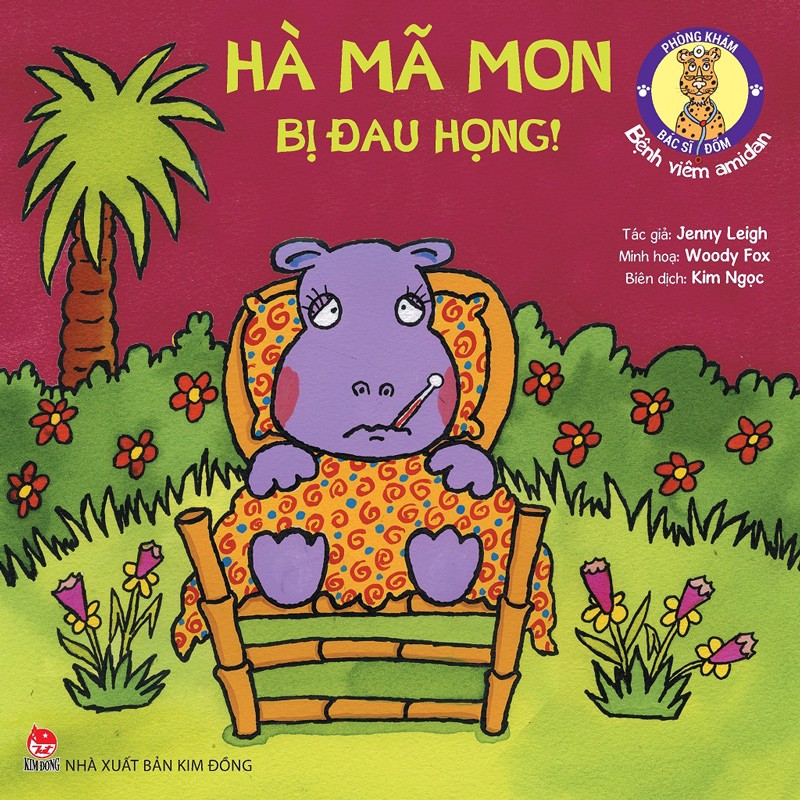 HÀ MÃ MON
BỊ ĐAU HỌNG!
PHÒNG KHÁM
BÁC SĨ ĐỐM
Bệnh viêm amidan
Tác giả: Jenny Leigh
Minh hoạ: Woody Fox
Biên dịch: Kim Ngọc
KIM ĐỒNG
NHÀ XUẤT BẢN KIM ĐỒNG